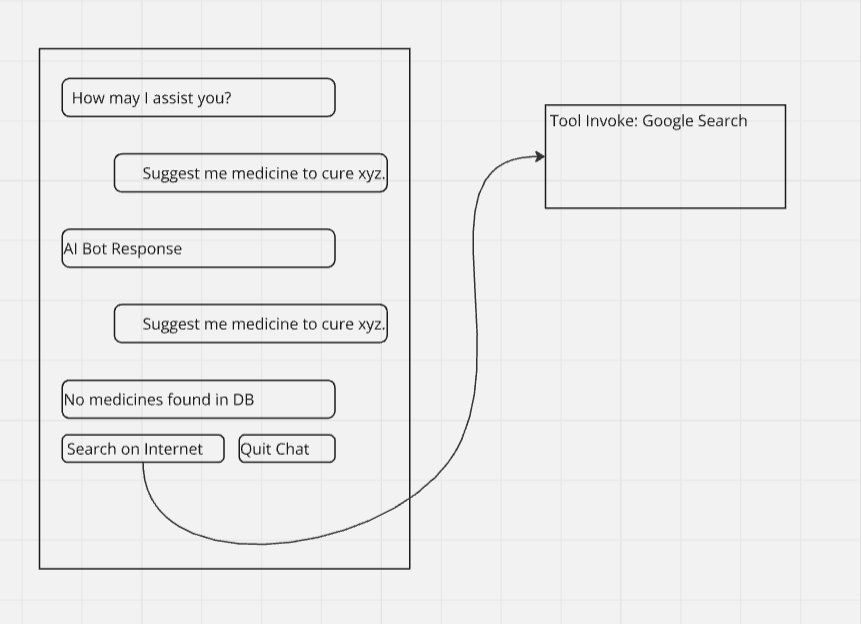 How may I assist you?
Tool Invoke: Google Search
Suggest me medicine to cure xyz.
AI Bot Response
Suggest me medicine to cure xyz.
No medicines found in DB
Search on Internet
Quit Chat